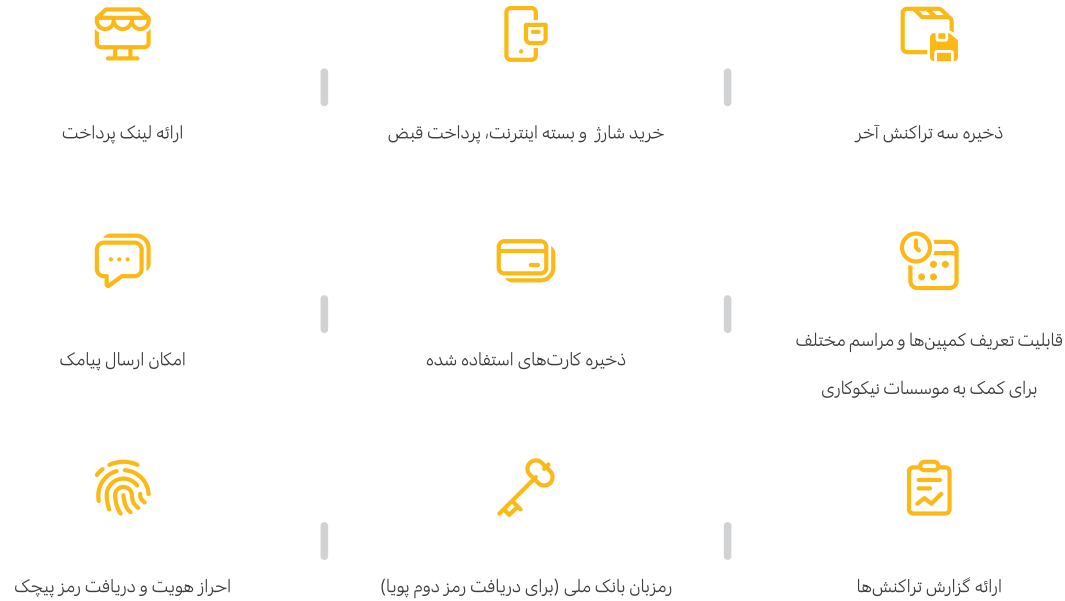 ذخیره سه تراکنش آخر
خرید شارژ و بسته اینترنت، پرداخت قبض
ارائه لینک پرداخت
قابلیت تعریف کمپین‌ها و مراسم مختلف
برای کمک به موسسات نیکوکاری
ذخیره کارت‌های استفاده شده
امکان ارسال پیامک
ارائه گزارش تراکنش‌ها
رمزبان بانک ملی (برای دریافت رمز دوم پویا)
احراز هویت و دریافت رمز پیچک